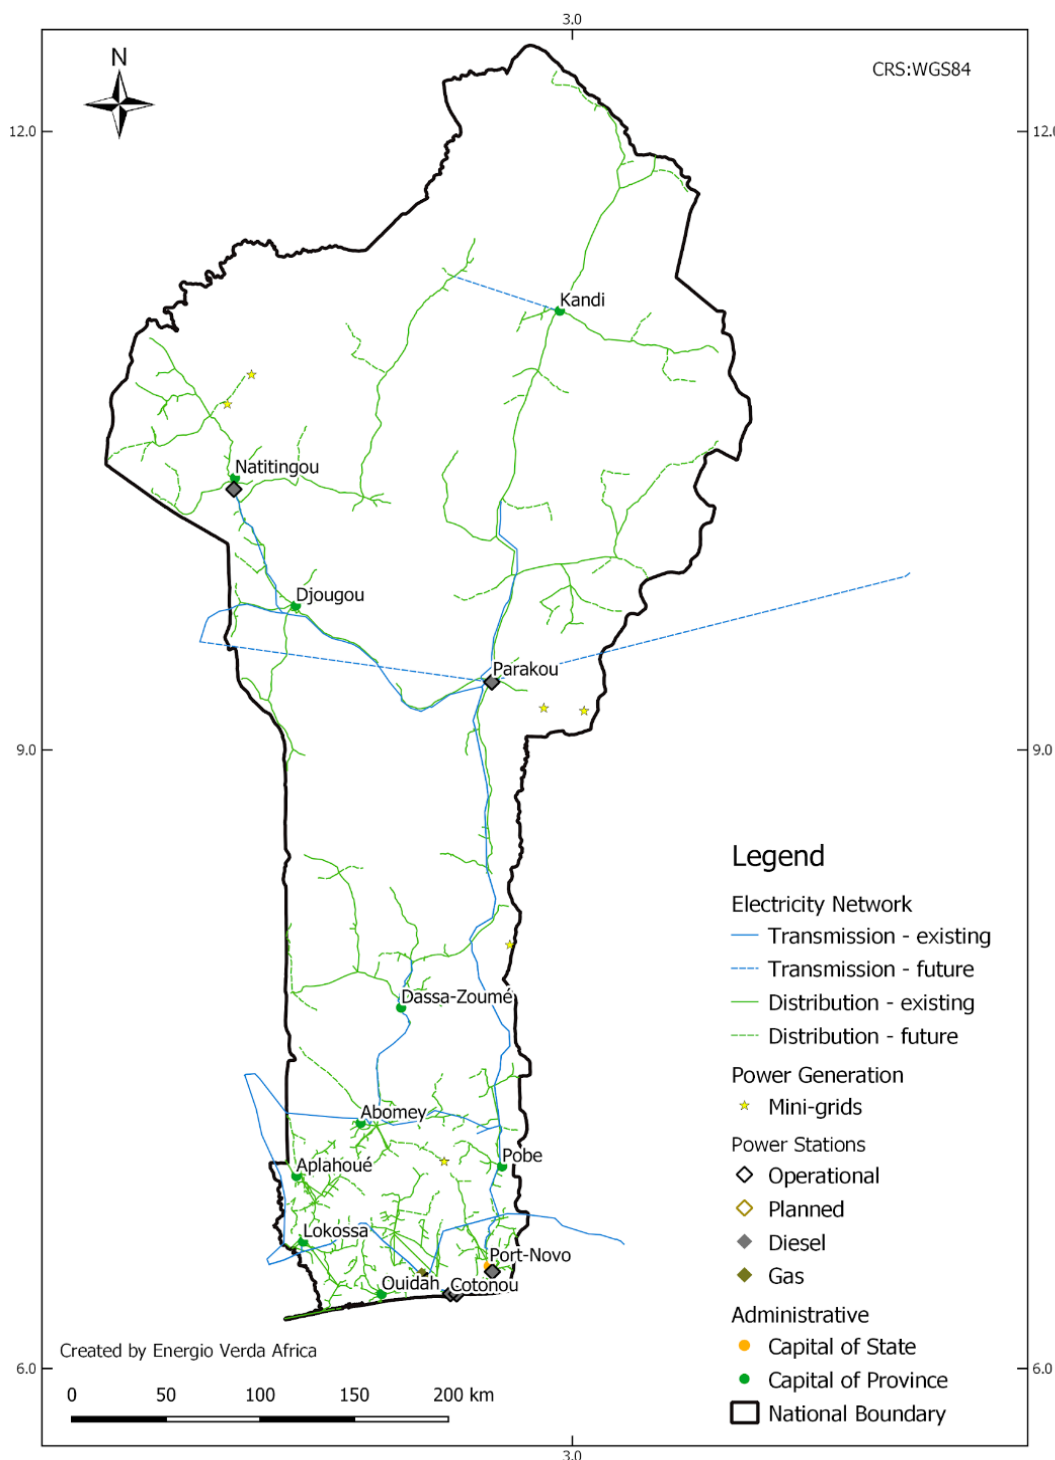 3.0
N
CRS:WGS84
12.0
12.0
Kandi
Natitingou
Djougou
Parakou
9.0
9.0
Dassa-Zoumé
Abomey
Pobe
Aplahoué
Lokossa
Port-Novo
Ouidah
Cotonou
Legend
Electricity Network
Transmission - existing
Transmission - future
Distribution - existing
Distribution - future
Power Generation
Mini-grids
Power Stations
Operational
Planned
Diesel
Gas
Administrative
Capital of State
Capital of Province
National Boundary
Created by Energio Verda Africa
6.0
6.0
0 50 100 150 200 km
3.0